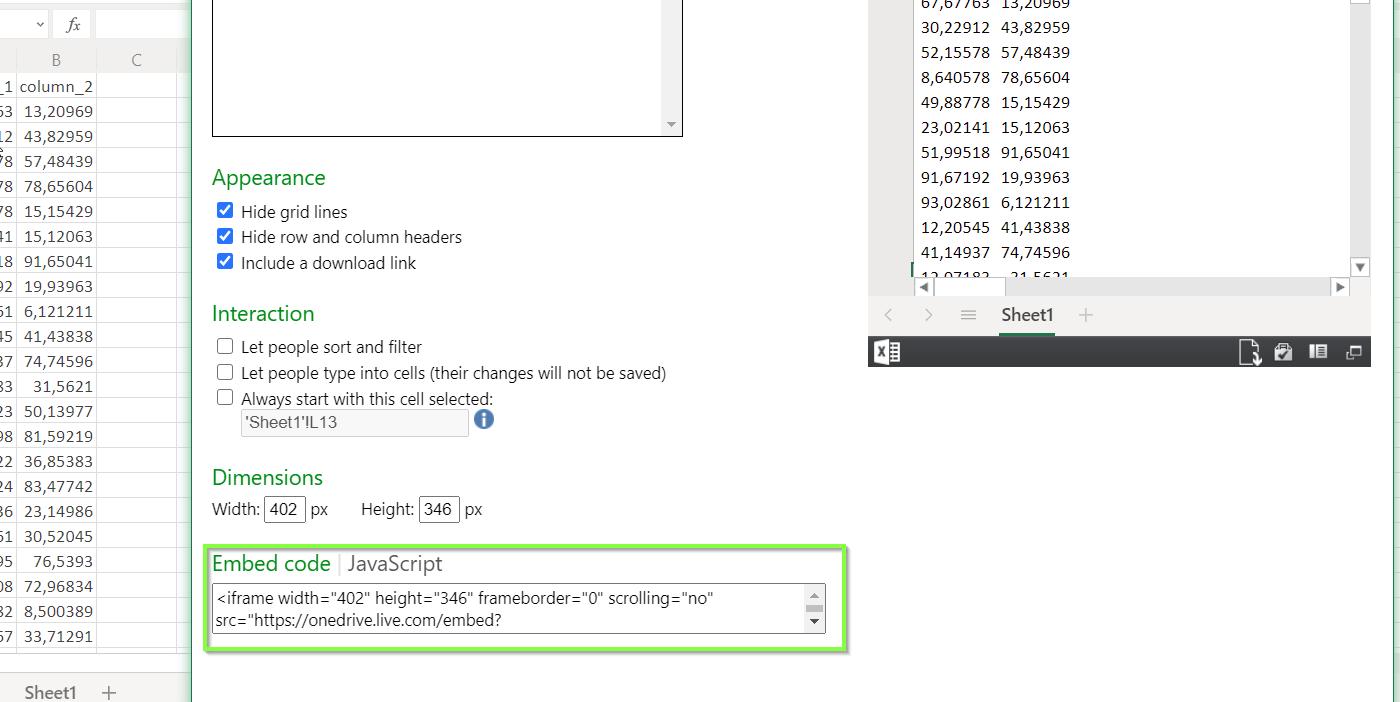 fx
B C
_1 column_2
53 13,20969
12 43,82959
78 57,48439
78 78,65604
78 15,15429
41 15,12063
18 91,65041
92 19,93963
61 6,121211
45 41,43838
37 74,74596
83 31,5621
23 50,13977
98 81,59219
22 36,85383
24 83,47742
36 23,14986
61 30,52045
95 76,5393
08 72,96834
82 8,500389
57 33,71291
Sheet1 +
Appearance
Hide grid lines
Hide row and column headers
Include a download link
Interaction
Let people sort and filter
Let people type into cells (their changes will not be saved)
Always start with this cell selected:
'Sheet1'!L13
Dimensions
Width: 402 px Height: 346 px
Embed code | JavaScript
<iframe width="402" height="346" frameborder="0" scrolling="no"
src="https://onedrive.live.com/embed?
67,67763 13,20969
30,22912 43,82959
52,15578 57,48439
8,640578 78,65604
49,88778 15,15429
23,02141 15,12063
51,99518 91,65041
91,67192 19,93963
93,02861 6,121211
12,20545 41,43838
41,14937 74,74596
12,07183 31,5621
Sheet1 +